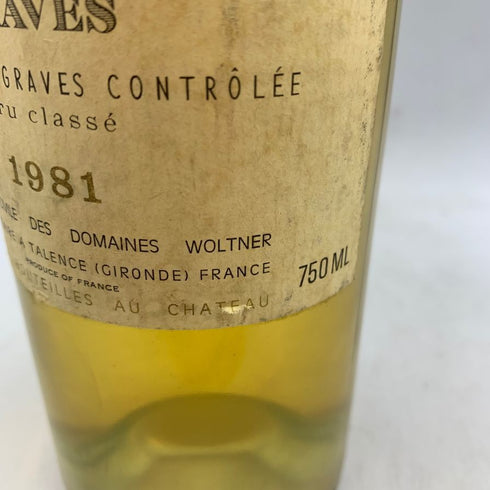 AVES
GRAVES CONTRÔLÉE
ru classé
1981
DES DOMAINES WOLTNER
A TALENCE (GIRONDE) FRANCE
PRODUCE OF FRANCE
750 ML
OUTEILLES AU CHATEAU